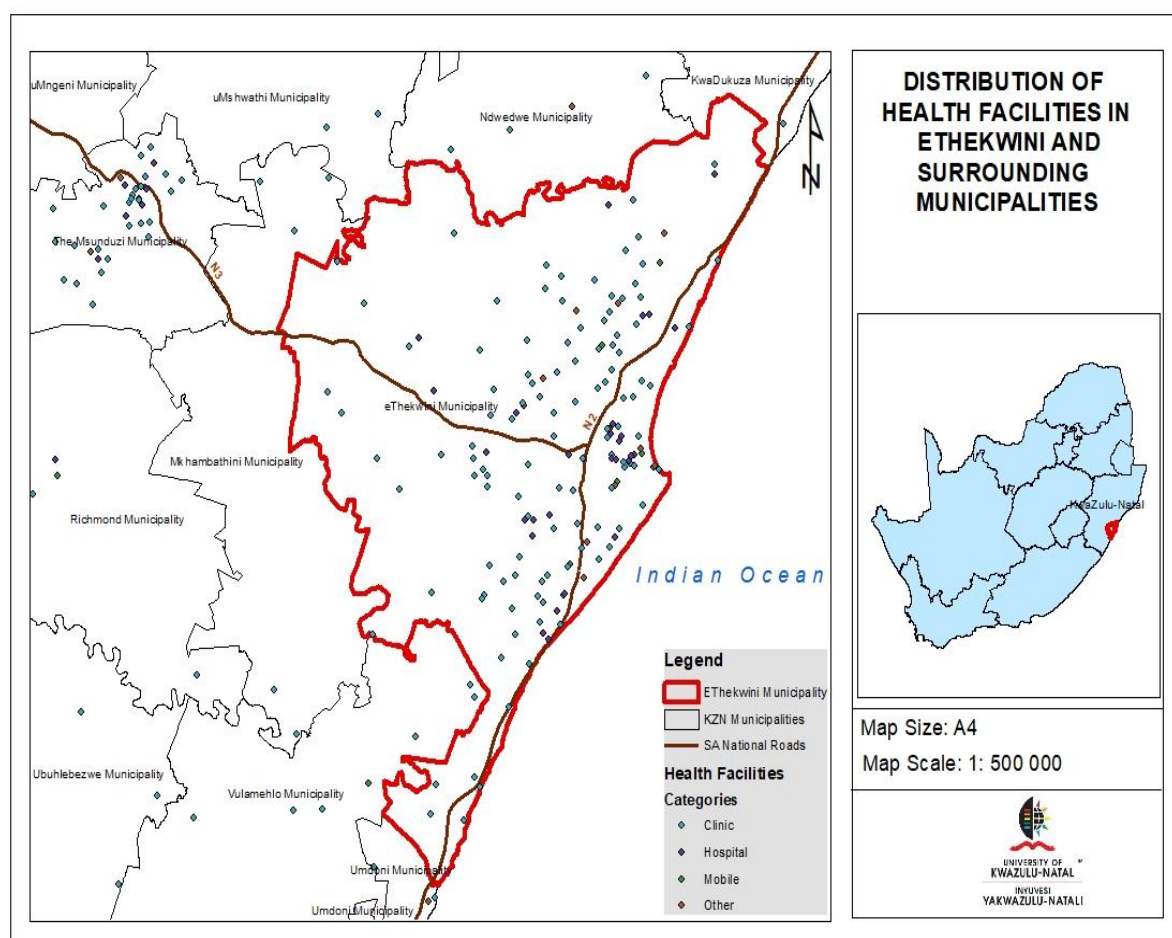 uMngeni Municipality
uMshwathi Municipality
KwaDukuza Municipality
Ndwedwe Municipality
N
The Msunduzi Municipality
N3
eThekwini Municipality
N2
Mkhambathini Municipality
Richmond Municipality
Indian Ocean
Ubuhlebezwe Municipality
Vulamehlo Municipality
Umdoni Municipality
Umdoni Municipality
Legend
EThekwini Municipality
KZN Municipalities
SA National Roads
Health Facilities
Categories
Clinic
Hospital
Mobile
Other
DISTRIBUTION OF
HEALTH FACILITIES IN
ETHEKWINI AND
SURROUNDING
MUNICIPALITIES
KwaZulu-Natal
Map Size: A4
Map Scale: 1: 500 000
UNIVERSITY OF
KWAZULU-NATAL
INYUVESI
YAKWAZULU-NATALI